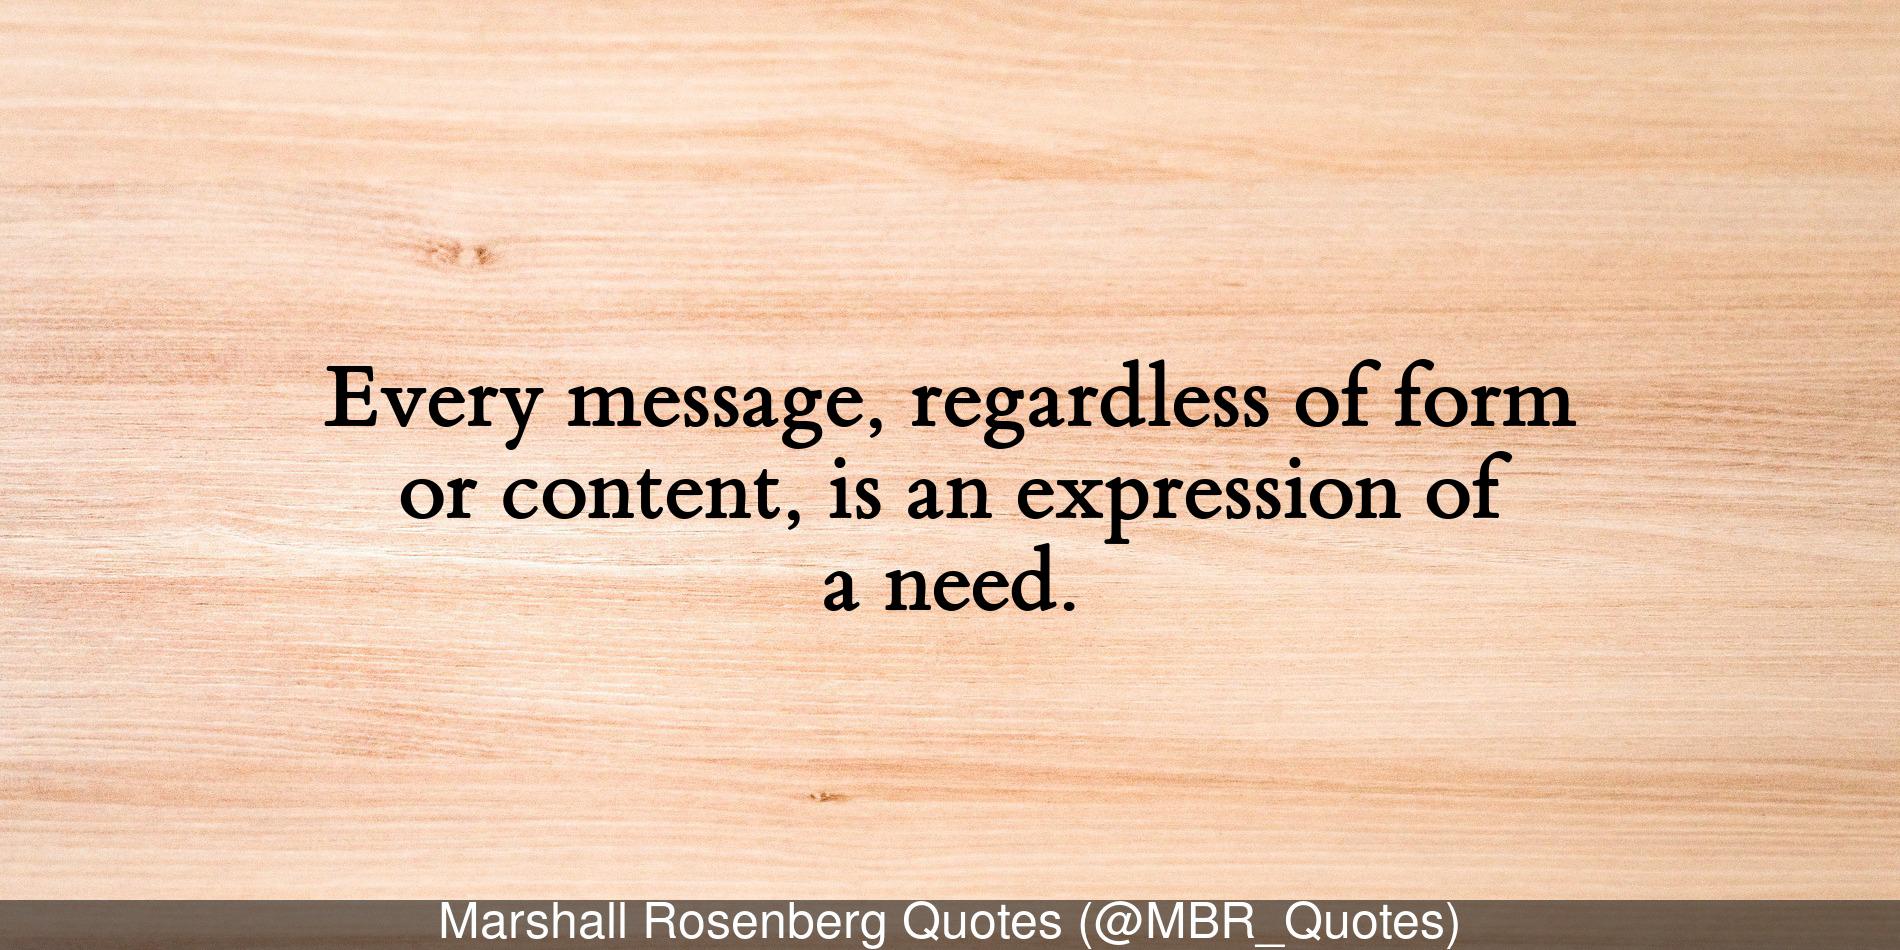 Every message, regardless of form
or content, is an expression of
a need.
Marshall Rosenberg Quotes (@MBR_Quotes)